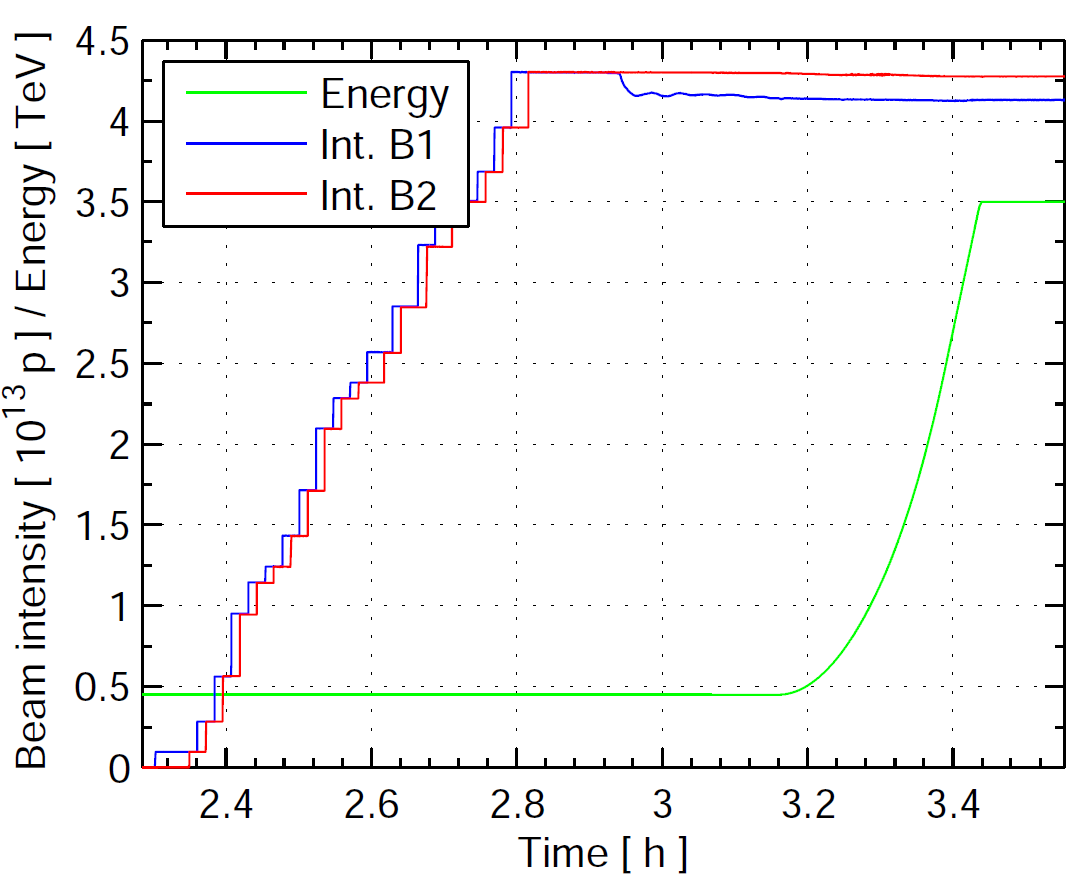 Beam intensity [ 10^13 p ] / Energy [ TeV ]
4.5
4
3.5
3
2.5
2
1.5
1
0.5
0
Energy
Int. B1
Int. B2
2.4 2.6 2.8 3 3.2 3.4
Time [ h ]